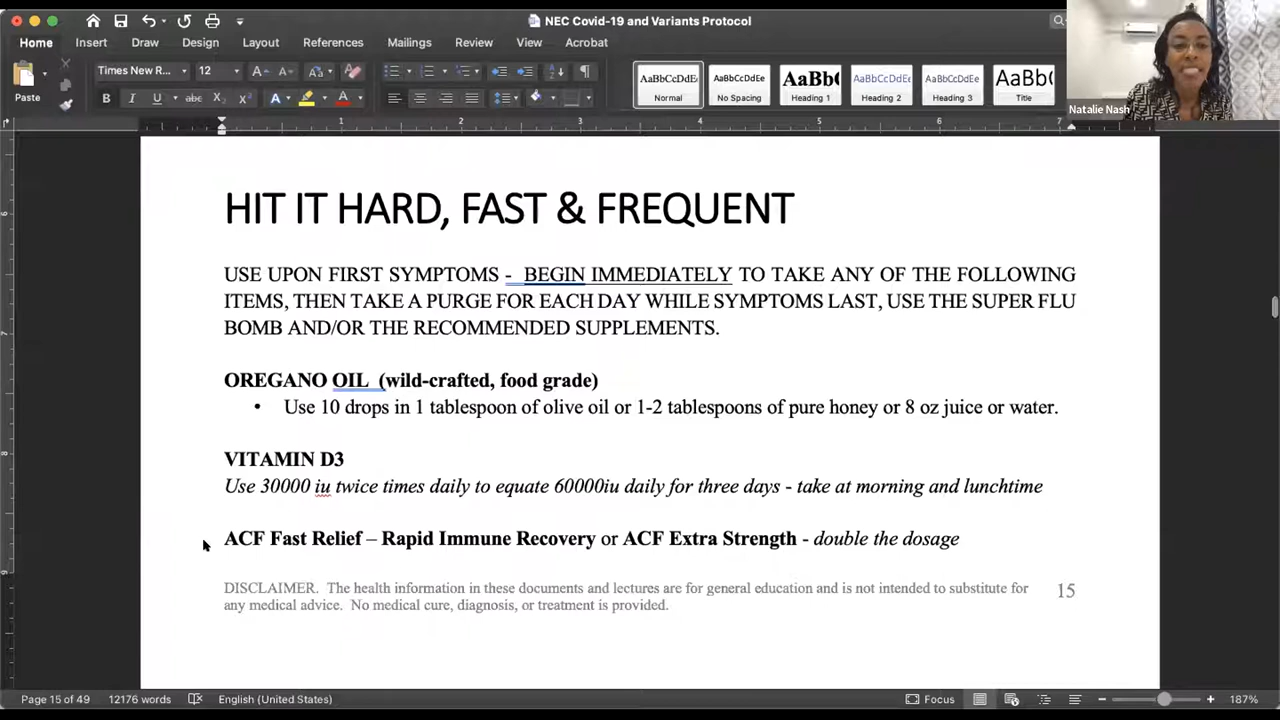 NEC Covid-19 and Variants Protocol
Home Insert Draw Design Layout References Mailings Review View Acrobat
Times New R... 12
Paste
AaBbCcDdEe AaBbCcDdEe AaBb( AaBbCcDdEe AaBbCcDdEe AaBbC
Normal No Spacing Heading 1 Heading 2 Heading 3 Title
Natalie Nash
1 2 3 4 5 6 7
HIT IT HARD, FAST & FREQUENT
USE UPON FIRST SYMPTOMS - BEGIN IMMEDIATELY TO TAKE ANY OF THE FOLLOWING
ITEMS, THEN TAKE A PURGE FOR EACH DAY WHILE SYMPTOMS LAST, USE THE SUPER FLU
BOMB AND/OR THE RECOMMENDED SUPPLEMENTS.
OREGANO OIL (wild-crafted, food grade)
• Use 10 drops in 1 tablespoon of olive oil or 1-2 tablespoons of pure honey or 8 oz juice or water.
VITAMIN D3
Use 30000 iu twice times daily to equate 60000iu daily for three days - take at morning and lunchtime
ACF Fast Relief – Rapid Immune Recovery or ACF Extra Strength - double the dosage
DISCLAIMER. The health information in these documents and lectures are for general education and is not intended to substitute for
any medical advice. No medical cure, diagnosis, or treatment is provided.
15
Page 15 of 49 12176 words English (United States) Focus 187%